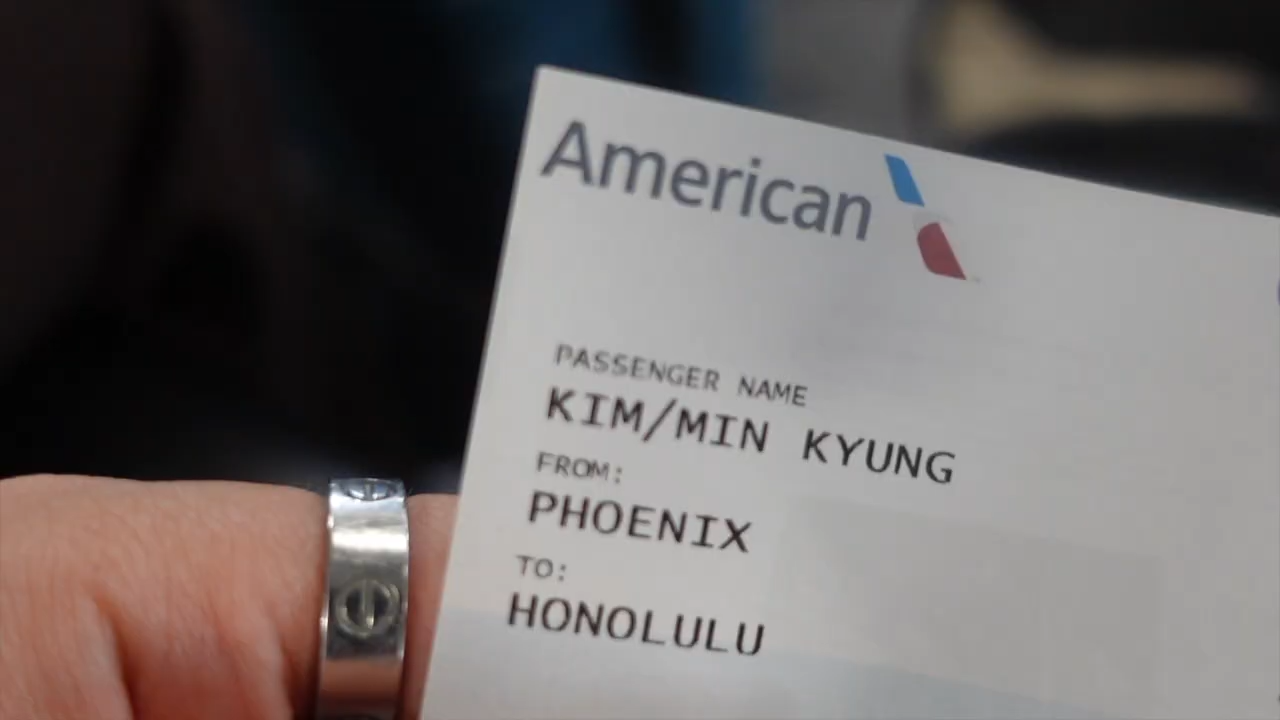 American
PASSENGER NAME
KIM/MIN KYUNG
FROM:
PHOENIX
TO:
HONOLULU